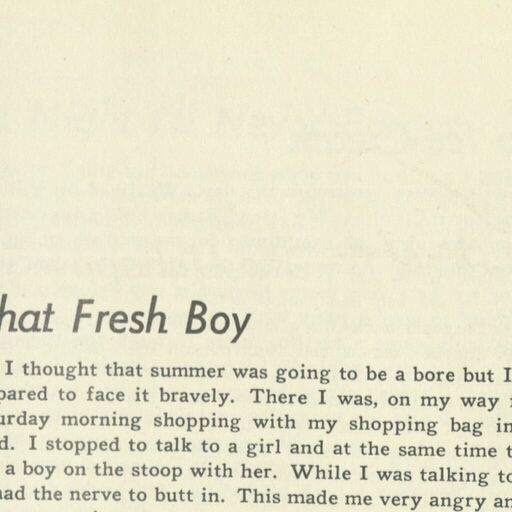 hat Fresh Boy
I thought that summer was going to be a bore but I
pared to face it bravely. There I was, on my way
urday morning shopping with my shopping bag in
d. I stopped to talk to a girl and at the same time t
a boy on the stoop with her. While I was talking to
had the nerve to butt in. This made me very angry an